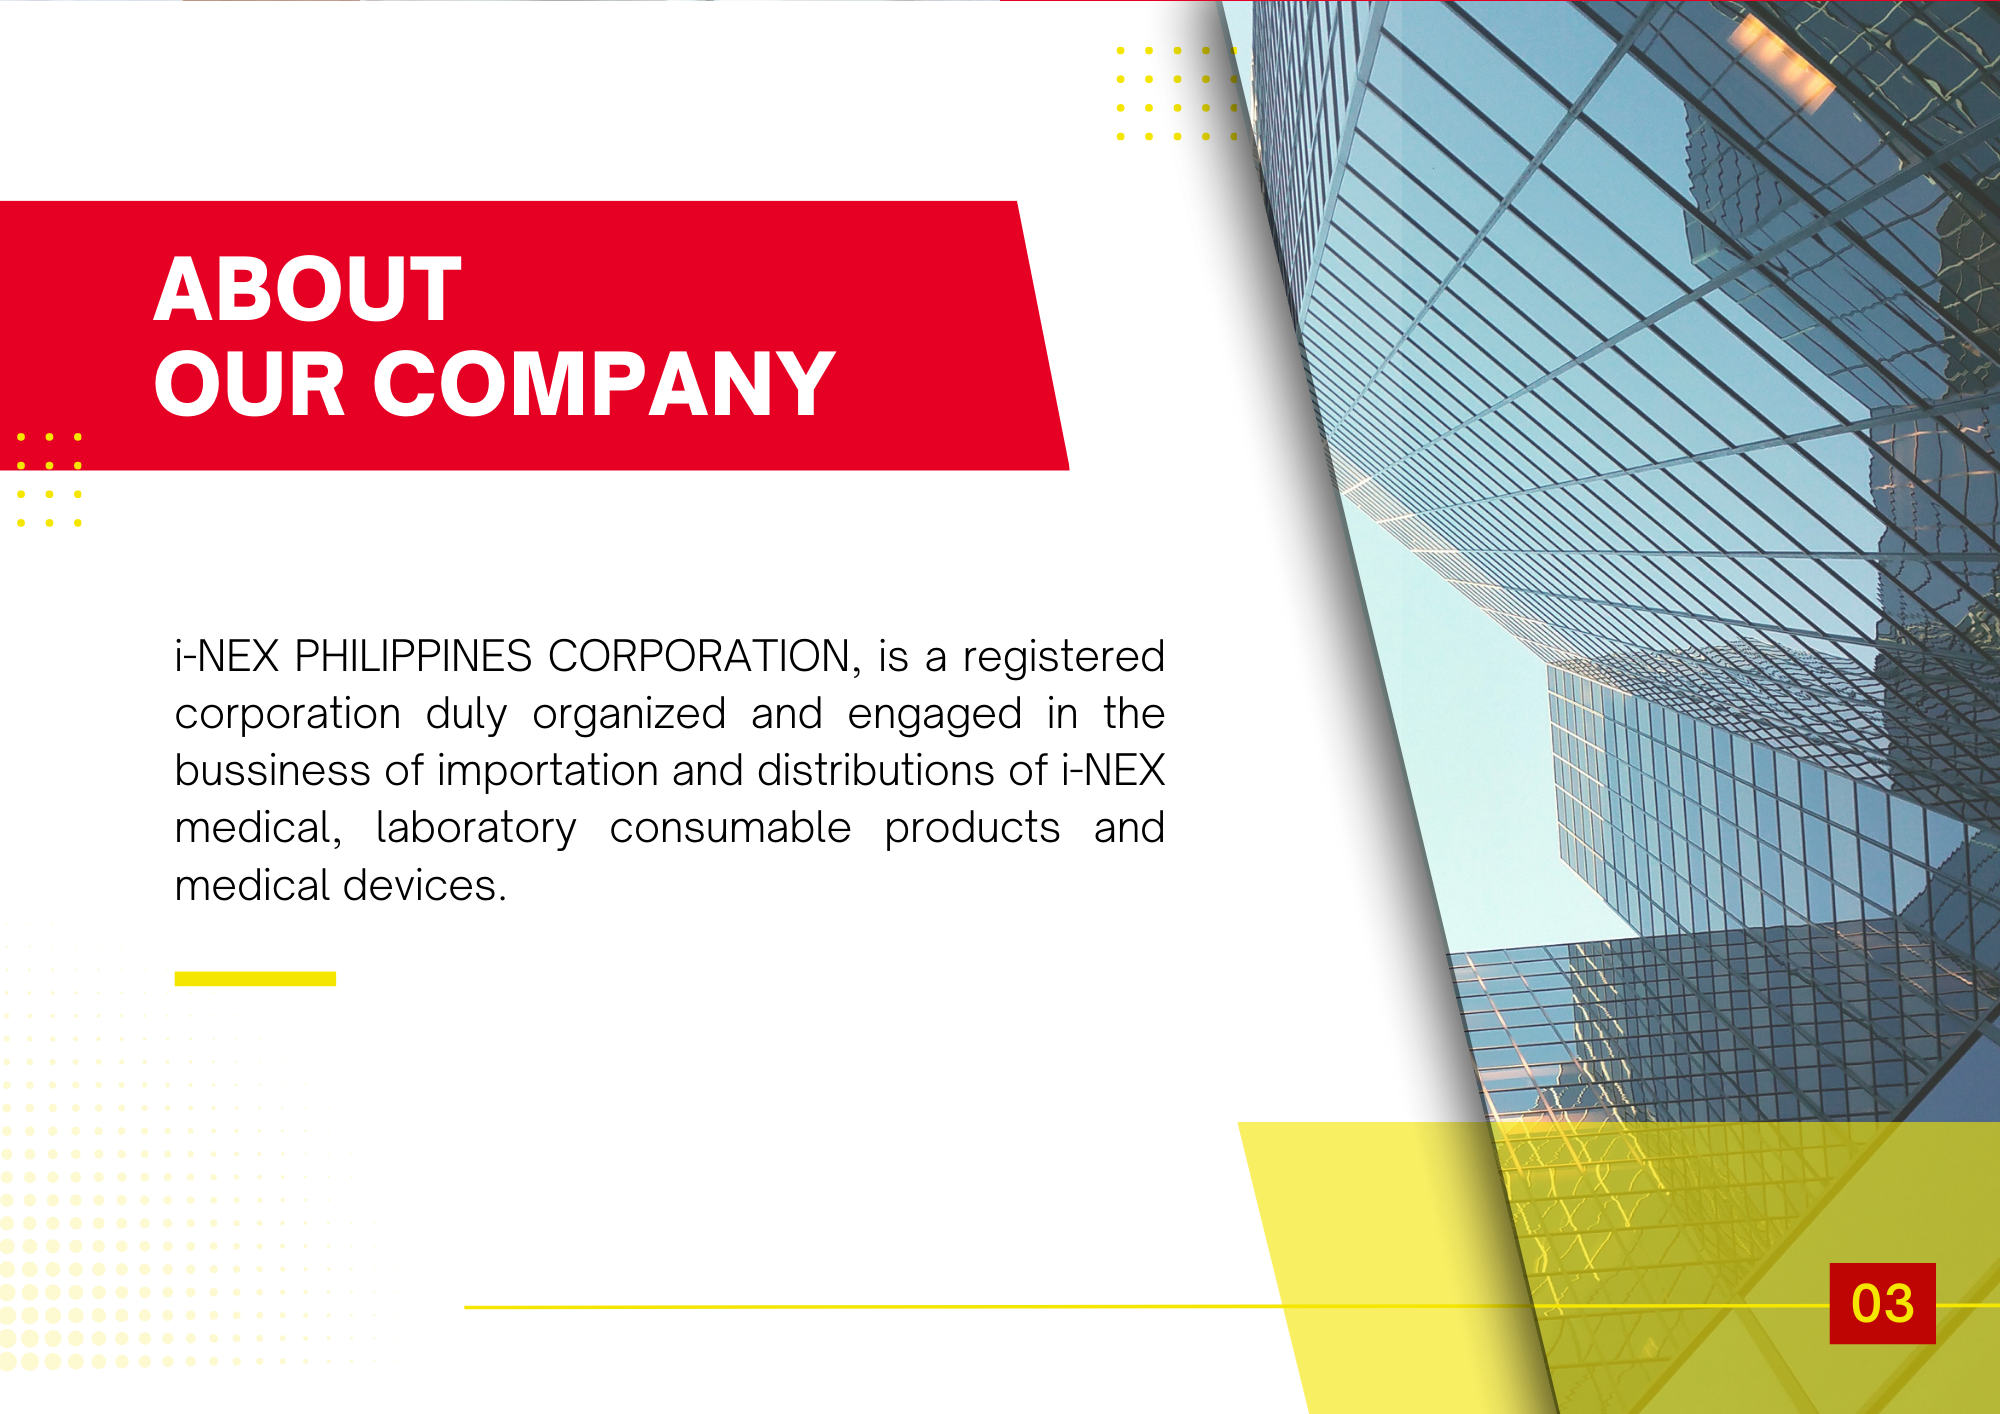 ABOUT
OUR COMPANY
i-NEX PHILIPPINES CORPORATION, is a registered
corporation duly organized and engaged in the
bussiness of importation and distributions of i-NEX
medical, laboratory consumable products and
medical devices.
03